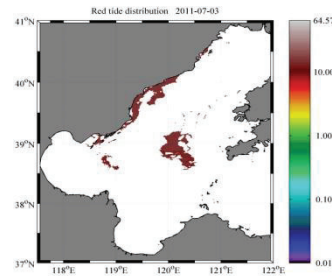 Red tide distribution 2011-07-03
41°N
40°N
39°N
38°N
37°N
118°E 119°E 120°E 121°E 122°E
64.57
10.00
1.00
0.10
0.01